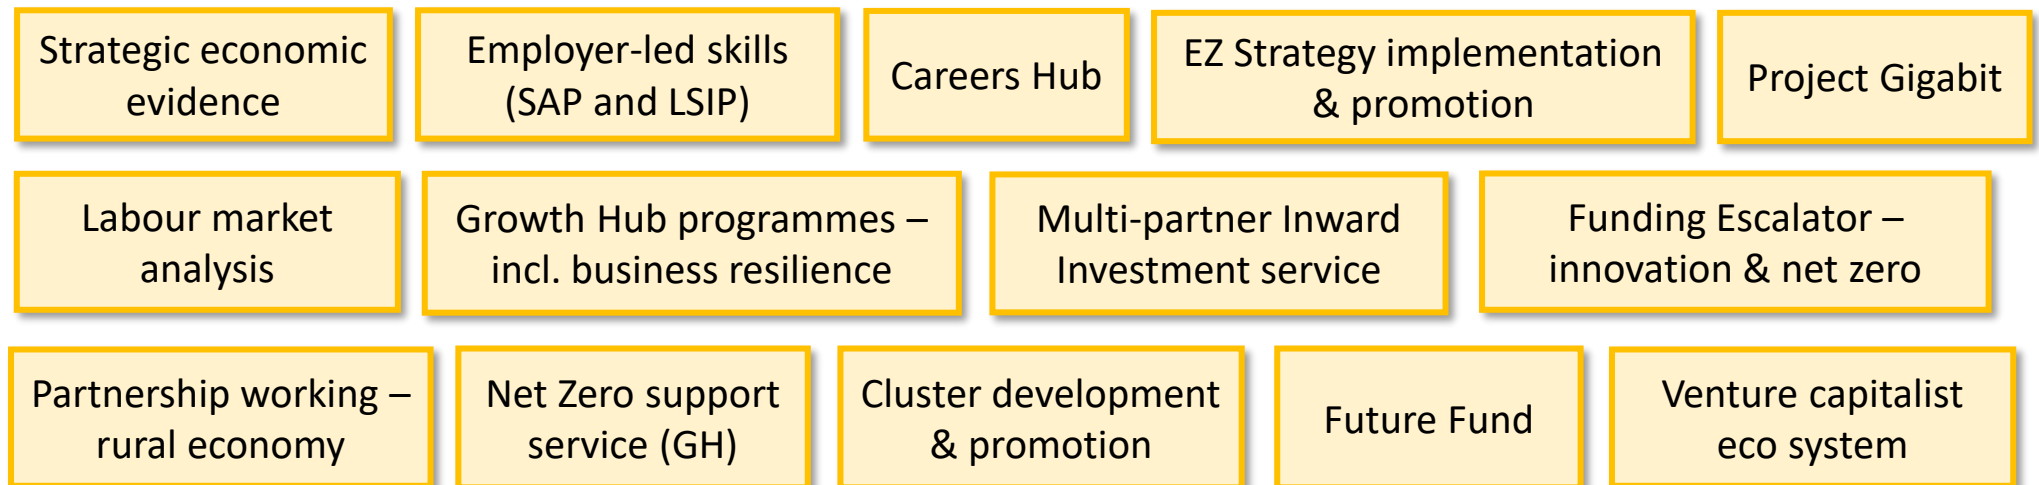 Strategic economic
evidence
Employer-led skills
(SAP and LSIP)
Careers Hub
EZ Strategy implementation
& promotion
Project Gigabit
Labour market
analysis
Growth Hub programmes –
incl. business resilience
Multi-partner Inward
Investment service
Funding Escalator –
innovation & net zero
Partnership working –
rural economy
Net Zero support
service (GH)
Cluster development
& promotion
Future Fund
Venture capitalist
eco system